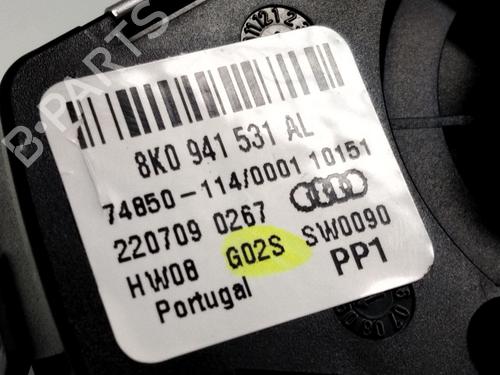 B-PARTS
8K0 941 531 AL
74850-114/0001 10151
220709 0267
HW08 G02S SW0090
Portugal PP1